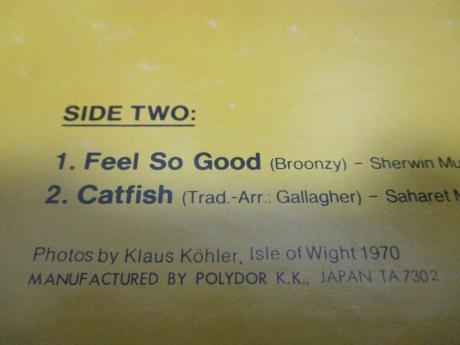 SIDE TWO:
1. Feel So Good (Broonzy) – Sherwin Mu
2. Catfish (Trad.-Arr.: Gallagher) – Saharet M
Photos by Klaus Köhler, Isle of Wight 1970
MANUFACTURED BY POLYDOR K.K., JAPAN TA 7302